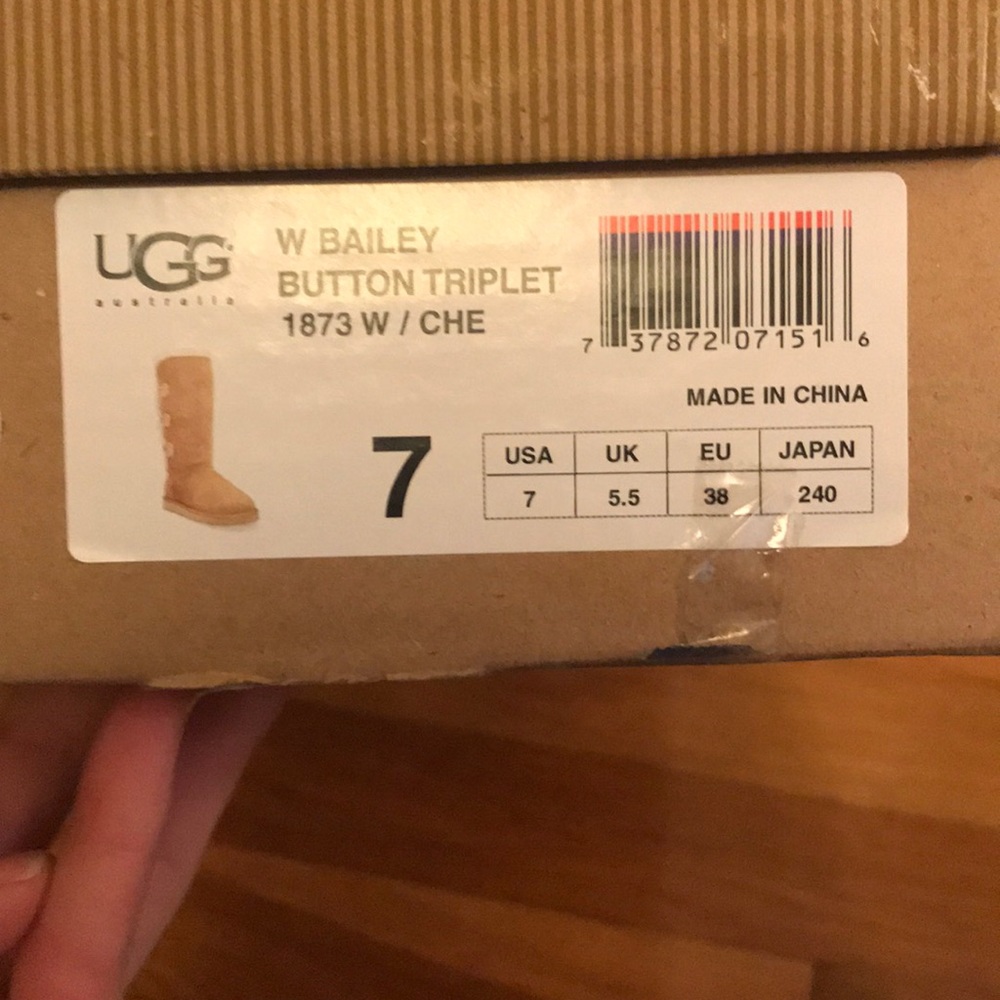 UGG
australia
W BAILEY
BUTTON TRIPLET
1873 W / CHE
7 37872 07151 6
MADE IN CHINA
7
USA UK EU JAPAN
7 5.5 38 240